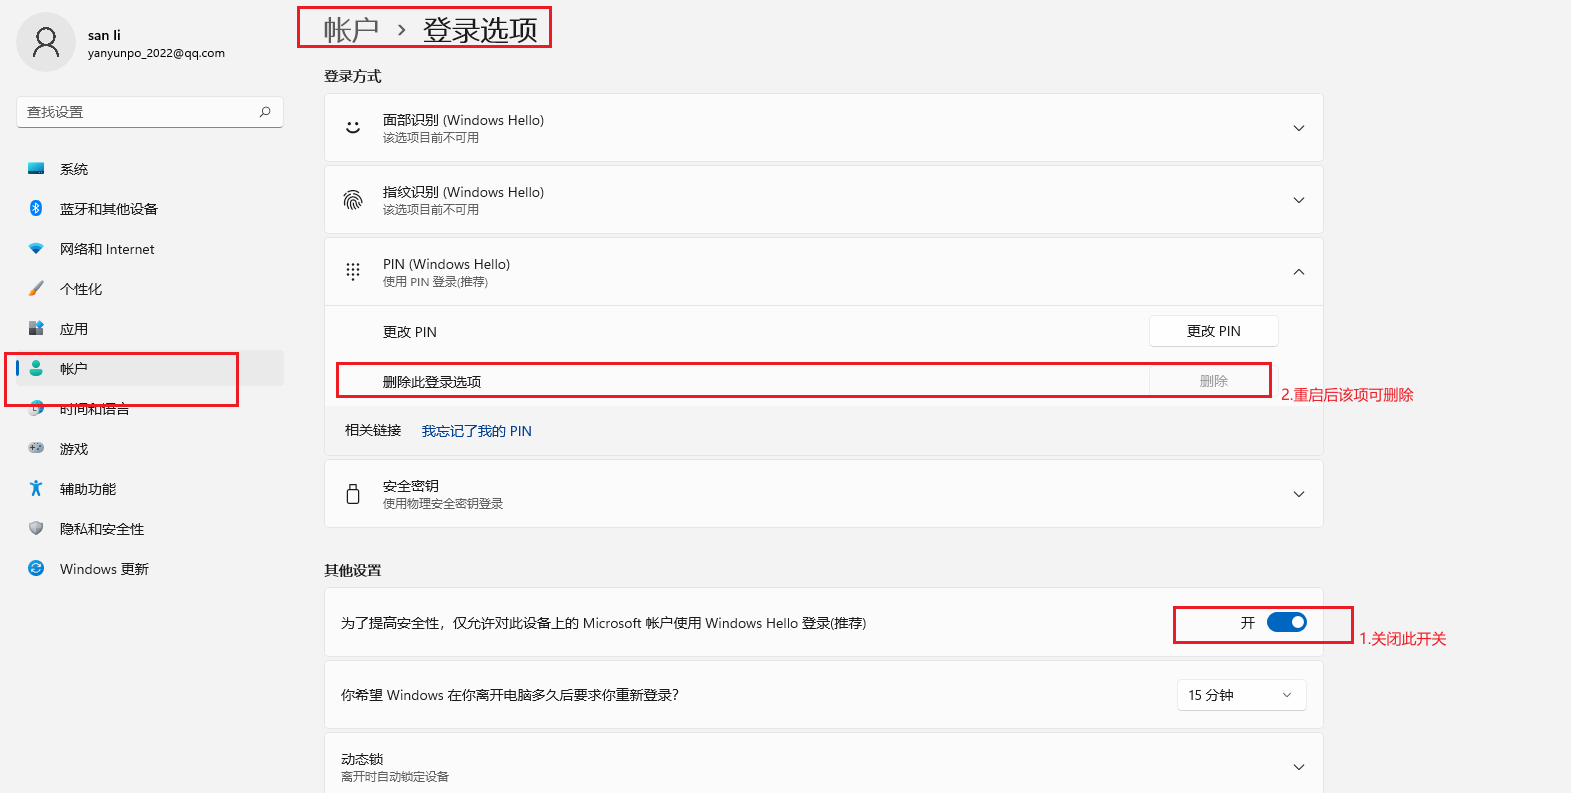 san li
yanyunpo_2022@qq.com
查找设置
系统
蓝牙和其他设备
网络和 Internet
个性化
应用
帐户
时间和语言
游戏
辅助功能
隐私和安全性
Windows 更新
帐户 › 登录选项
登录方式
面部识别 (Windows Hello)
该选项目前不可用
指纹识别 (Windows Hello)
该选项目前不可用
PIN (Windows Hello)
使用 PIN 登录(推荐)
更改 PIN 更改 PIN
删除此登录选项 删除
2.重启后该项可删除
相关链接 我忘记了我的 PIN
安全密钥
使用物理安全密钥登录
其他设置
为了提高安全性，仅允许对此设备上的 Microsoft 帐户使用 Windows Hello 登录(推荐) 开
1.关闭此开关
你希望 Windows 在你离开电脑多久后要求你重新登录? 15 分钟
动态锁
离开时自动锁定设备